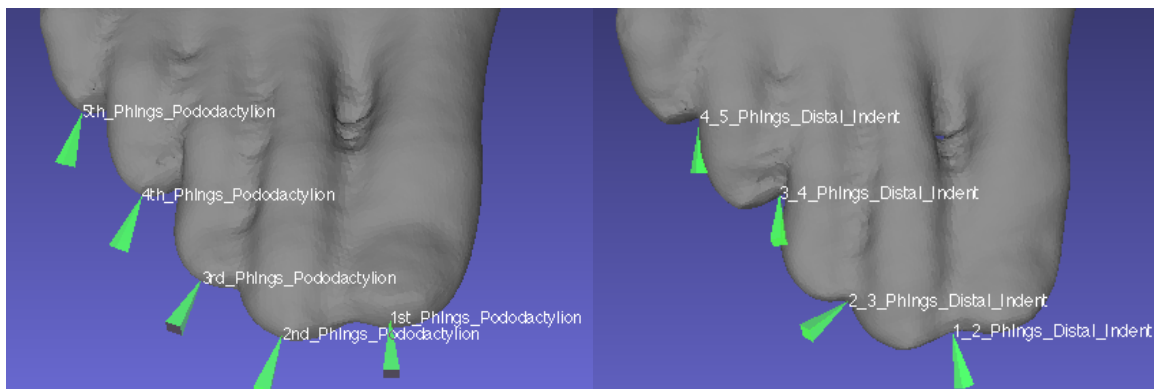 5th_Phlngs_Pododactylion
4th_Phlngs_Pododactylion
3rd_Phlngs_Pododactylion
1st_Phlngs_Pododactylion
2nd_Phlngs_Pododactylion
4_5_Phlngs_Distal_Indent
3_4_Phlngs_Distal_Indent
2_3_Phlngs_Distal_Indent
1_2_Phlngs_Distal_Indent